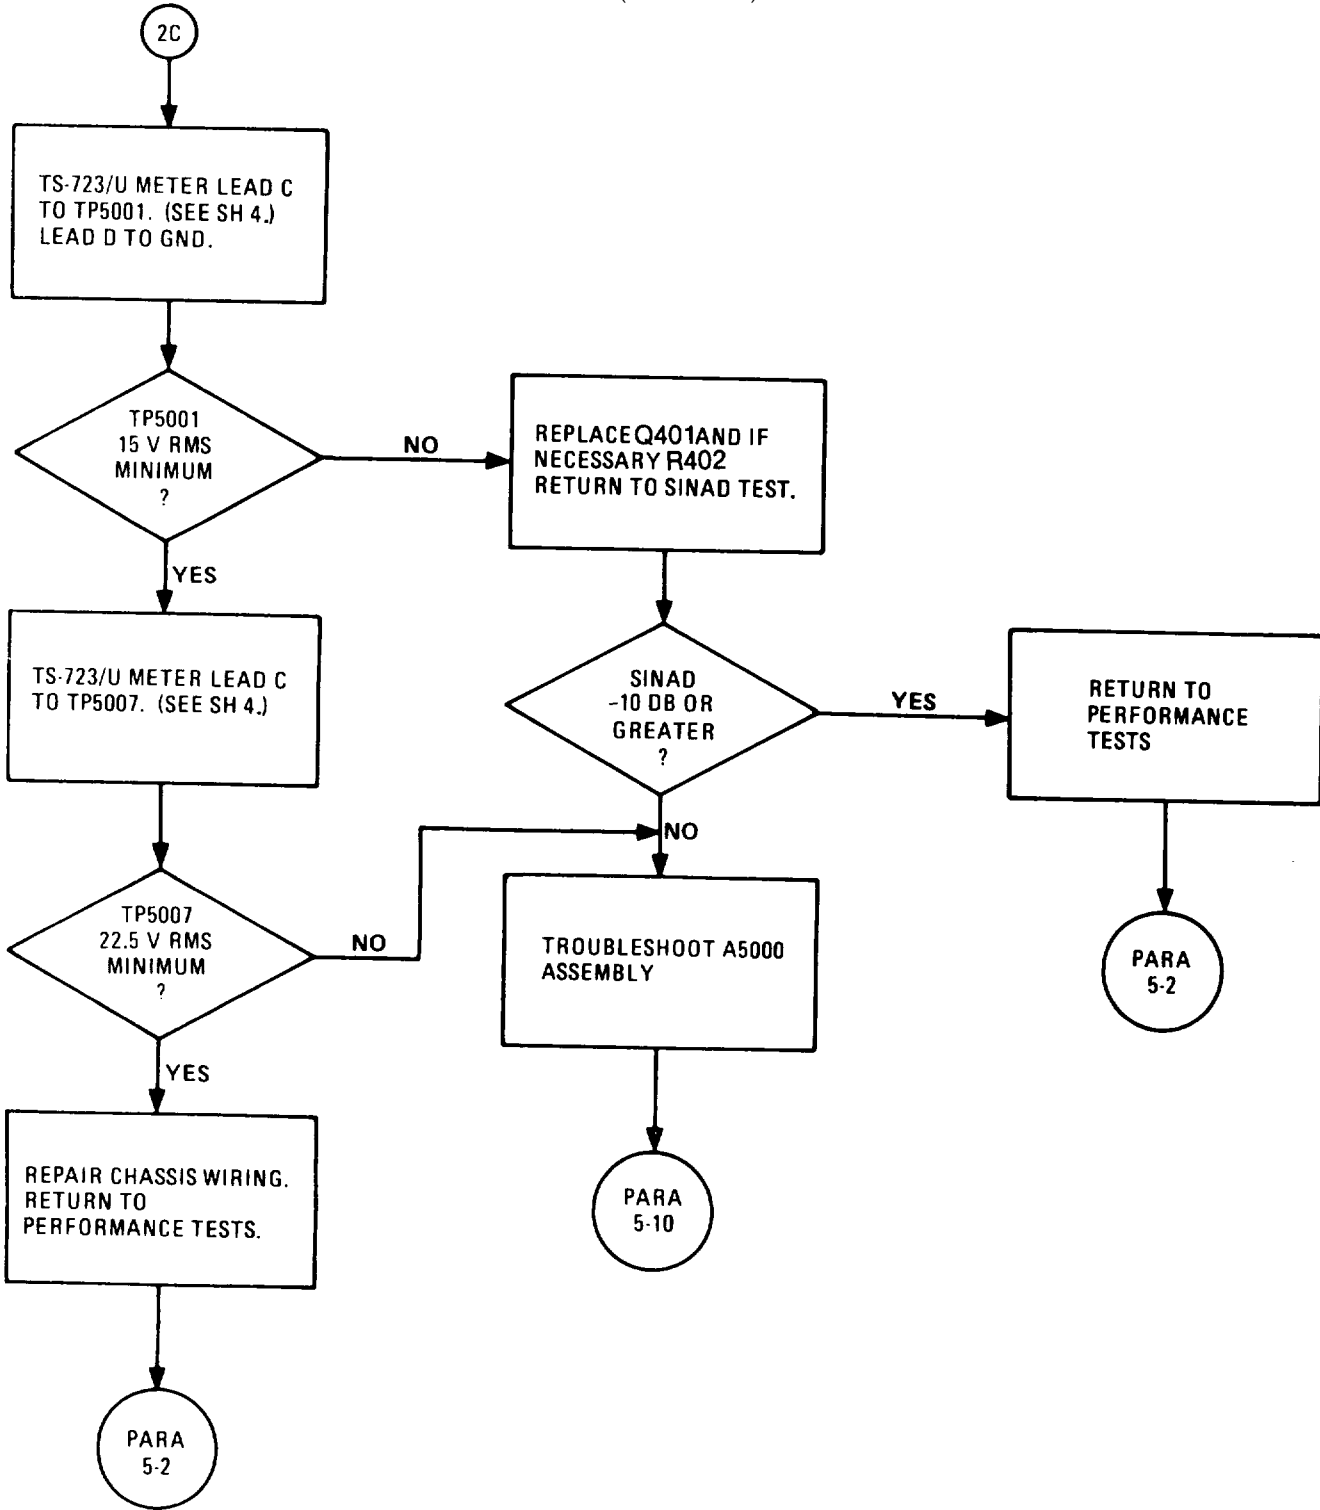 2C
TS-723/U METER LEAD C
TO TP5001. (SEE SH 4.)
LEAD D TO GND.
TP5001
15 V RMS
MINIMUM
?
NO
REPLACE Q401 AND IF
NECESSARY R402
RETURN TO SINAD TEST.
YES
TS-723/U METER LEAD C
TO TP5007. (SEE SH 4.)
SINAD
-10 DB OR
GREATER
?
YES
RETURN TO
PERFORMANCE
TESTS
NO
TP5007
22.5 V RMS
MINIMUM
?
NO
TROUBLESHOOT A5000
ASSEMBLY
PARA
5-2
YES
REPAIR CHASSIS WIRING.
RETURN TO
PERFORMANCE TESTS.
PARA
5-10
PARA
5-2